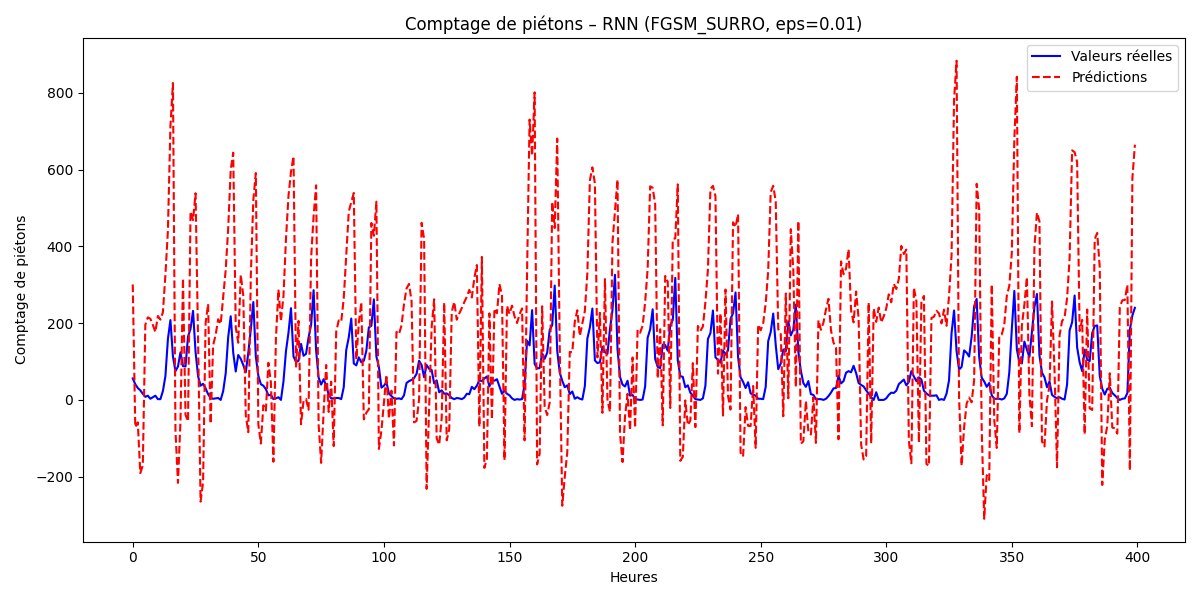 Comptage de piétons – RNN (FGSM_SURRO, eps=0.01)
Valeurs réelles
Prédictions
Comptage de piétons
800
600
400
200
0
−200
0 50 100 150 200 250 300 350 400
Heures